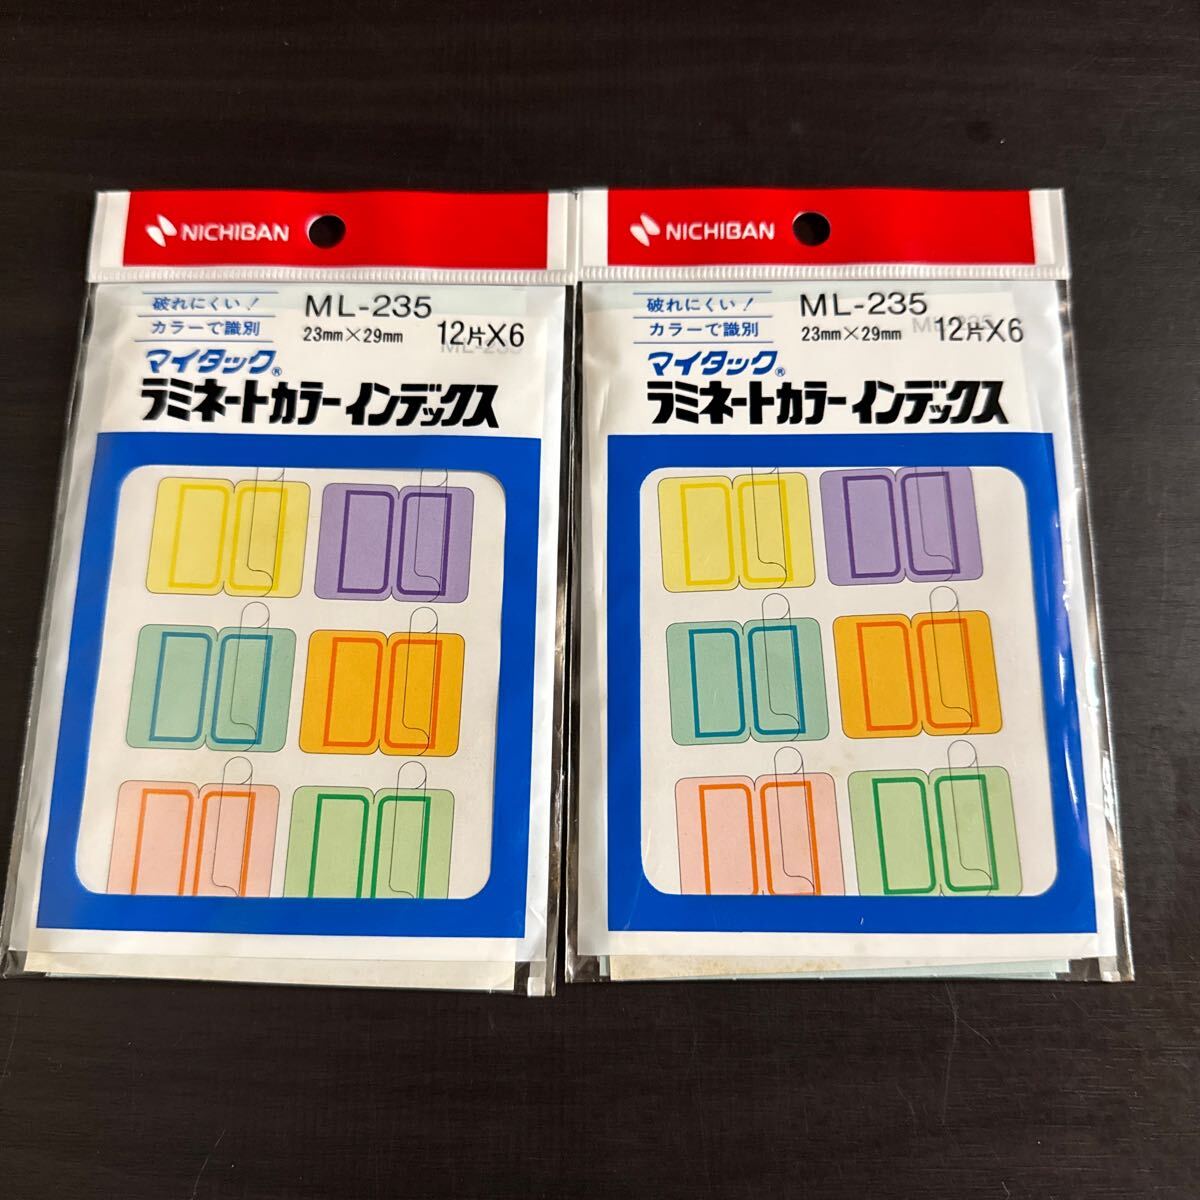 NICHIBAN
破れにくい!
カラーで識別
ML-235
23mm×29mm
12片X6
ML-235
マイタック®
ラミネートカラーインデックス
NICHIBAN
破れにくい!
カラーで識別
ML-235
23mm×29mm
12片X6
ML-235
マイタック®
ラミネートカラーインデックス